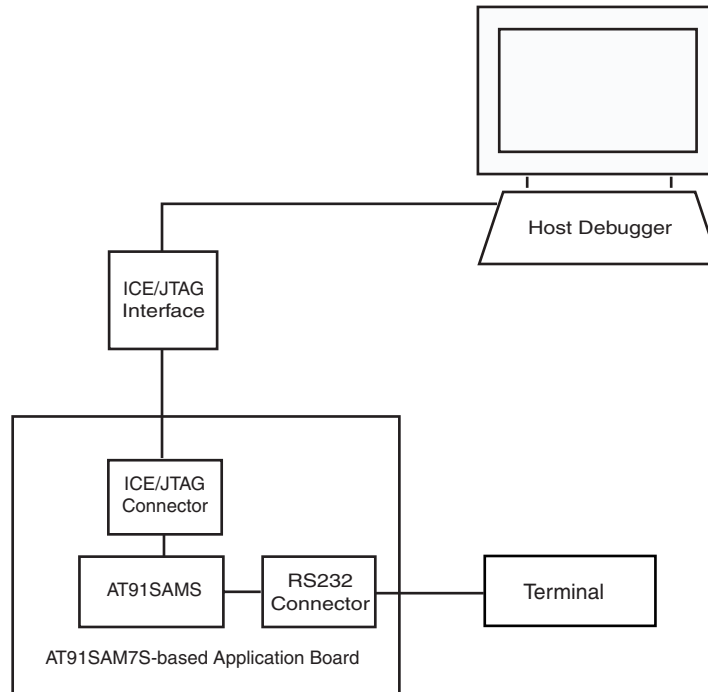 Host Debugger
ICE/JTAG
Interface
ICE/JTAG
Connector
AT91SAMS
RS232
Connector
Terminal
AT91SAM7S-based Application Board